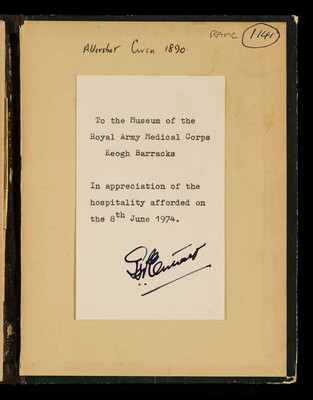 RAMC 1141
Aldershot Circa 1890
To the Museum of the
Royal Army Medical Corps
Keogh Barracks
In appreciation of the
hospitality afforded on
the 8th June 1974.